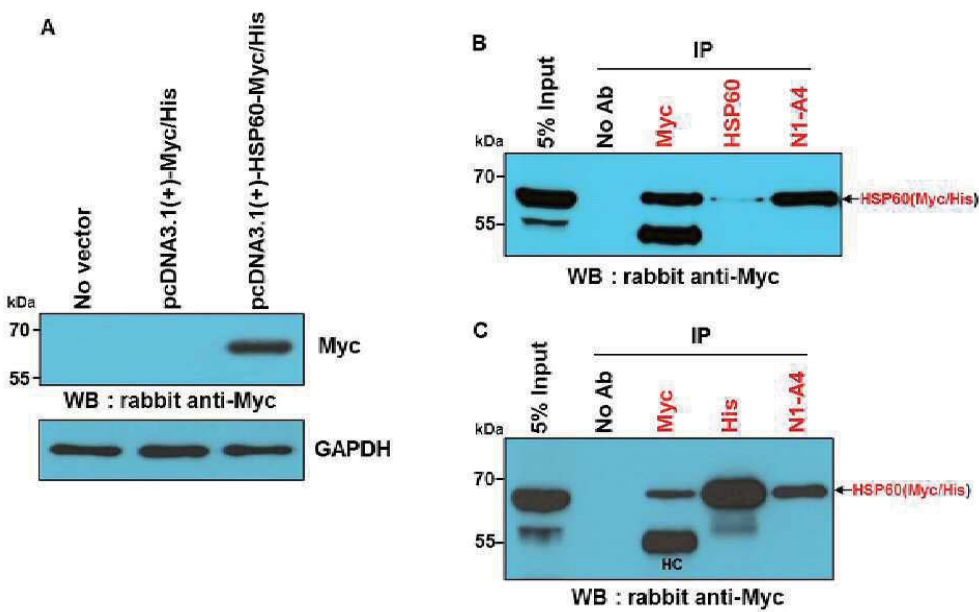 A
No vector
pcDNA3.1(+)-Myc/His
pcDNA3.1(+)-HSP60-Myc/His
kDa
70
55
Myc
WB : rabbit anti-Myc
GAPDH
B
IP
5% Input
No Ab
Myc
HSP60
N1-A4
kDa
70
55
HSP60(Myc/His)
WB : rabbit anti-Myc
C
IP
5% Input
No Ab
Myc
His
N1-A4
kDa
70
55
HSP60(Myc/His)
HC
WB : rabbit anti-Myc